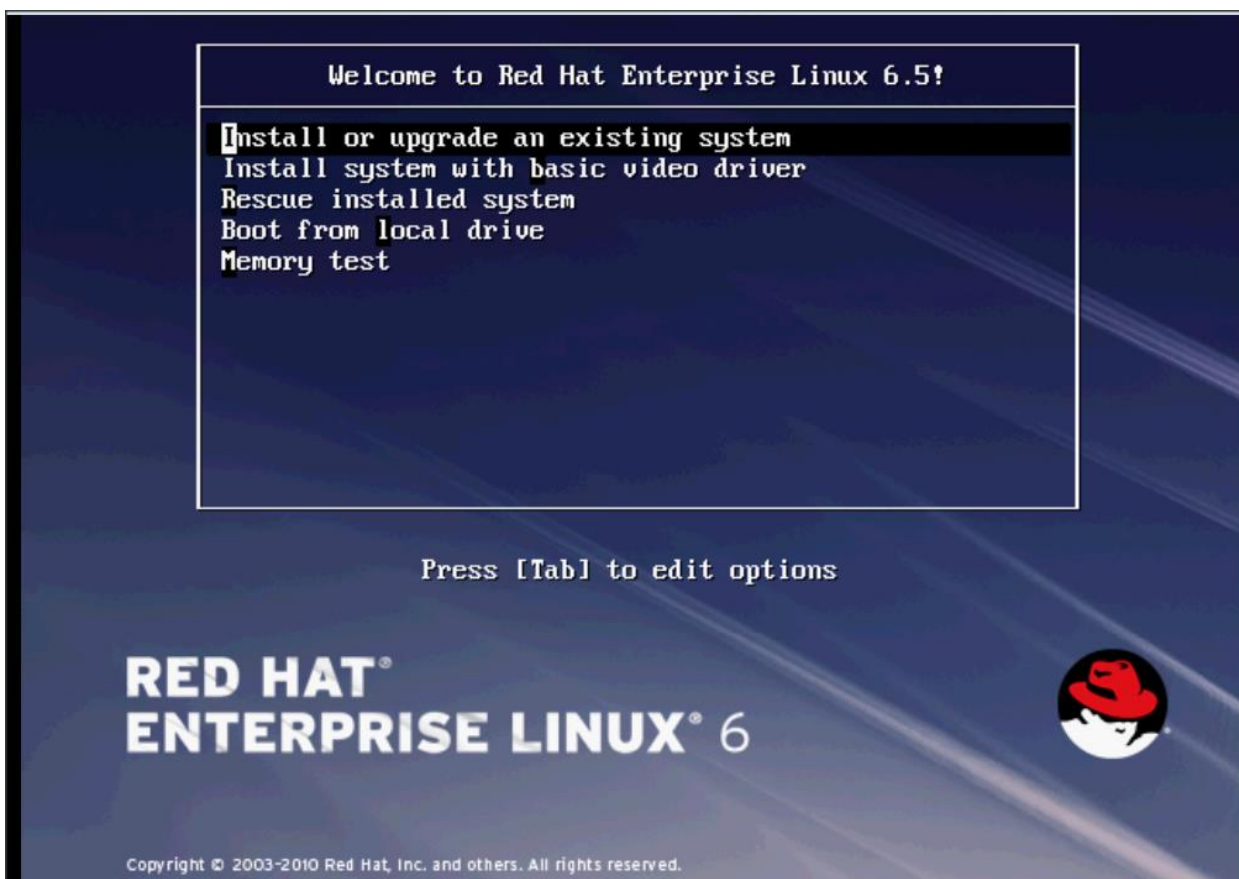 Welcome to Red Hat Enterprise Linux 6.5!
Install or upgrade an existing system
Install system with basic video driver
Rescue installed system
Boot from local drive
Memory test
Press [Tab] to edit options
RED HAT®
ENTERPRISE LINUX® 6
Copyright © 2003-2010 Red Hat, Inc. and others. All rights reserved.